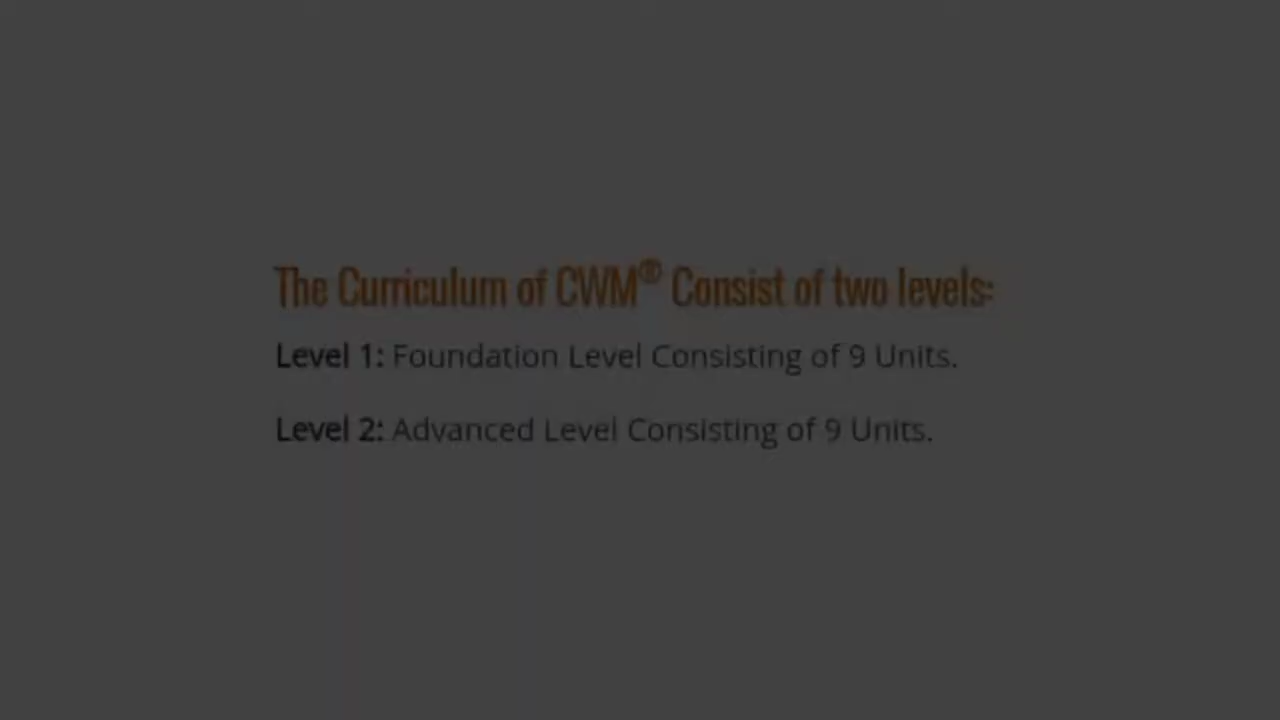 The Curriculum of CWM® Consist of two levels:
Level 1: Foundation Level Consisting of 9 Units.
Level 2: Advanced Level Consisting of 9 Units.